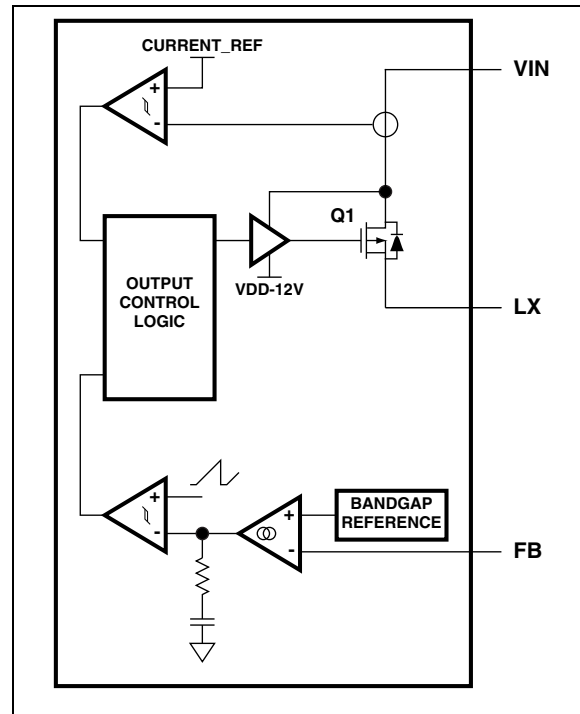 CURRENT_REF
VIN
+
-
Q1
OUTPUT
CONTROL
LOGIC
VDD-12V
LX
+
-
+
-
BANDGAP
REFERENCE
FB